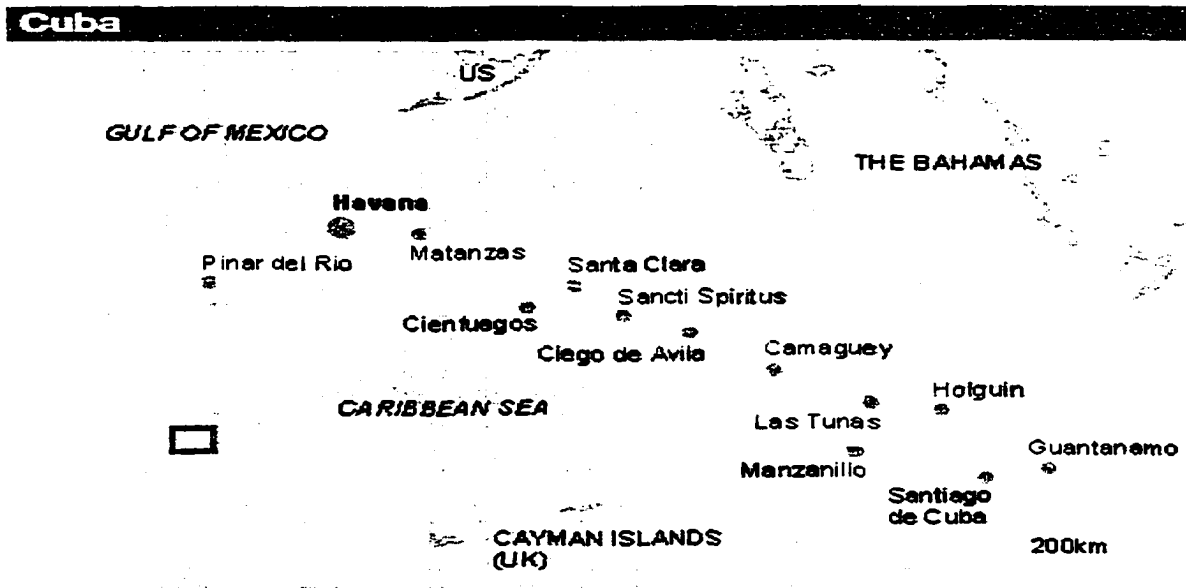 Cuba
US
GULF OF MEXICO
THE BAHAMAS
Havana
Matanzas
Pinar del Rio
Santa Clara
Sancti Spiritus
Cienfuegos
Ciego de Avila
Camaguey
CARIBBEAN SEA
Holguin
Las Tunas
Guantanamo
Manzanillo
Santiago
de Cuba
CAYMAN ISLANDS
(UK)
200km